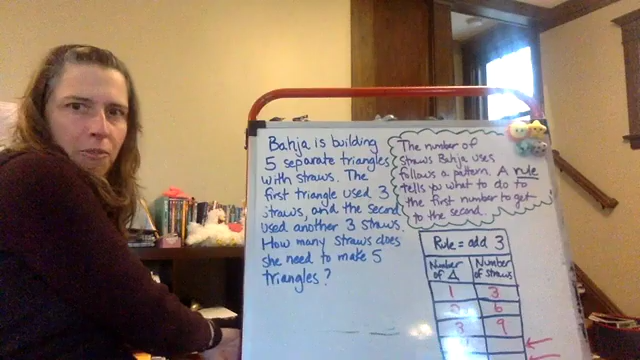 Bahja is building
5 separate triangles
with straws. The
first triangle used 3
straws, and the second
used another 3 straws.
How many straws does
she need to make 5
triangles?
The number of
straws Bahja uses
follows a pattern. A rule
tells you what to do to
the first number to get
to the second.
Rule = add 3
Number of Δ Number of straws
1 3
2 6
3 9